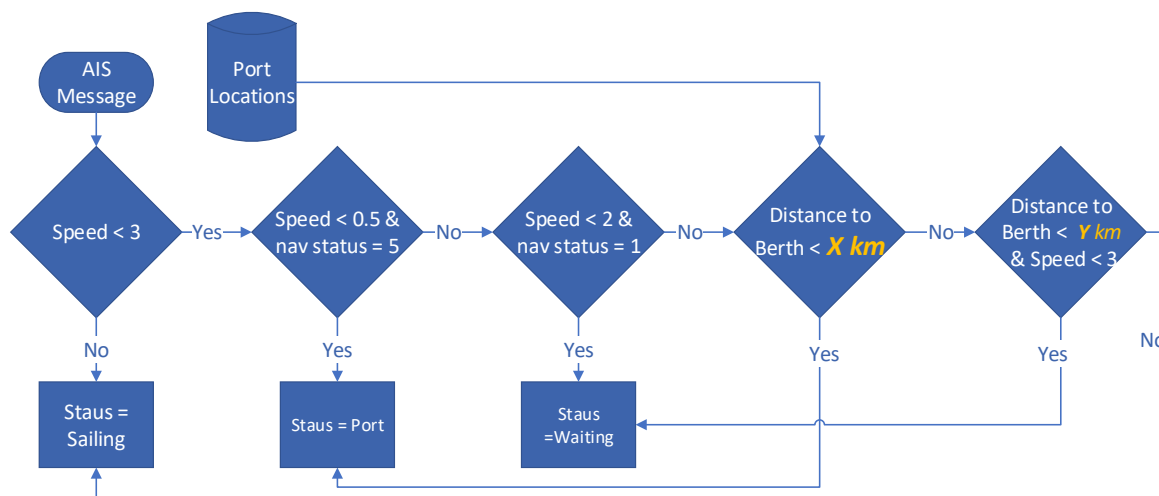 AIS
Message
Port
Locations
Speed < 3
Yes
Speed < 0.5 &
nav status = 5
No
Speed < 2 &
nav status = 1
No
Distance to
Berth < X km
No
Distance to
Berth < Y km
& Speed < 3
No
Yes
Yes
Yes
Yes
No
Staus =
Sailing
Staus = Port
Staus
=Waiting